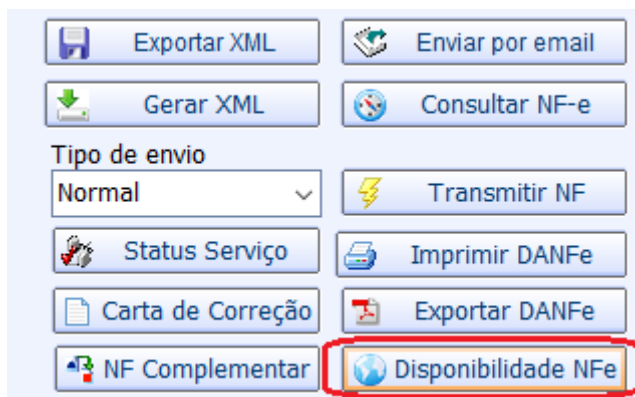 Exportar XML
Enviar por email
Gerar XML
Consultar NF-e
Tipo de envio
Normal
Transmitir NF
Status Serviço
Imprimir DANFe
Carta de Correção
Exportar DANFe
NF Complementar
Disponibilidade NFe